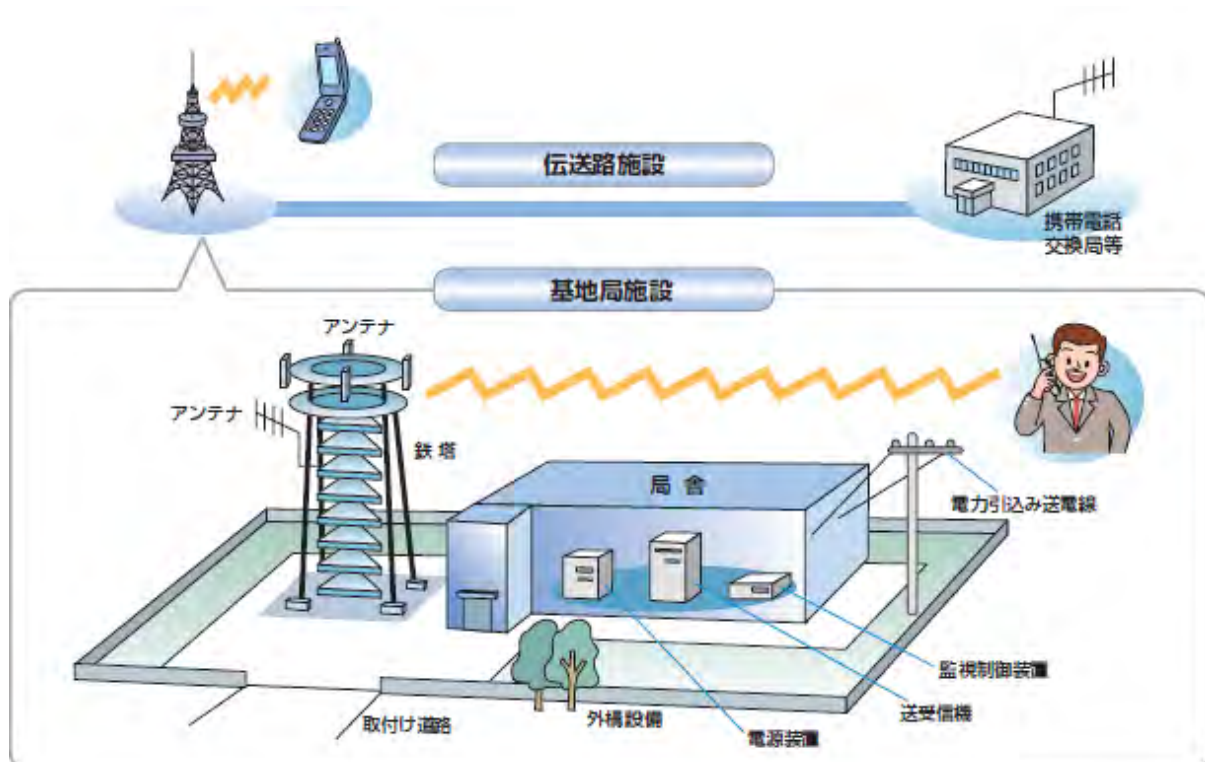 伝送路施設
携帯電話
交換局等
基地局施設
アンテナ
アンテナ
鉄塔
局舎
電力引込み送電線
監視制御装置
送受信機
電源装置
外構設備
取付け道路